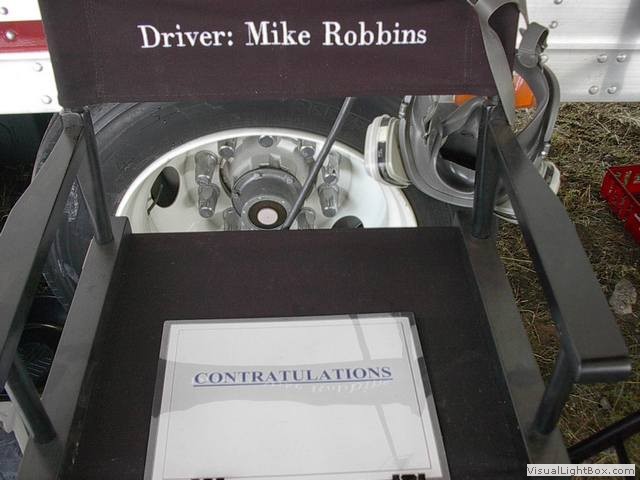 Driver: Mike Robbins
CONTRATULATIONS
VisualLightBox.com